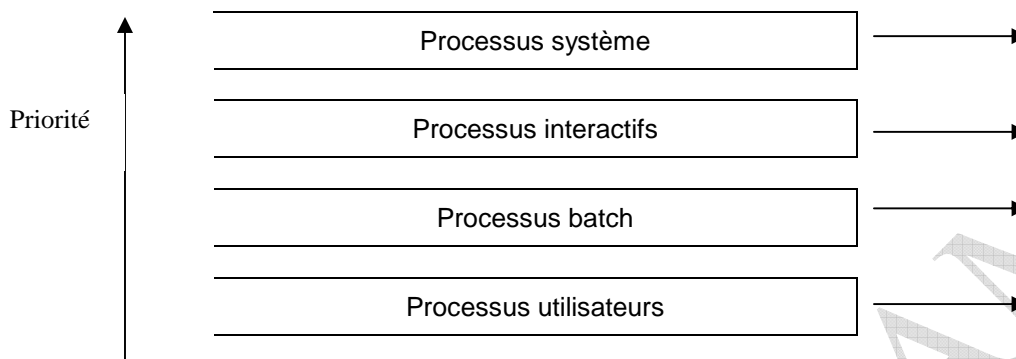 Processus système
Priorité
Processus interactifs
Processus batch
Processus utilisateurs